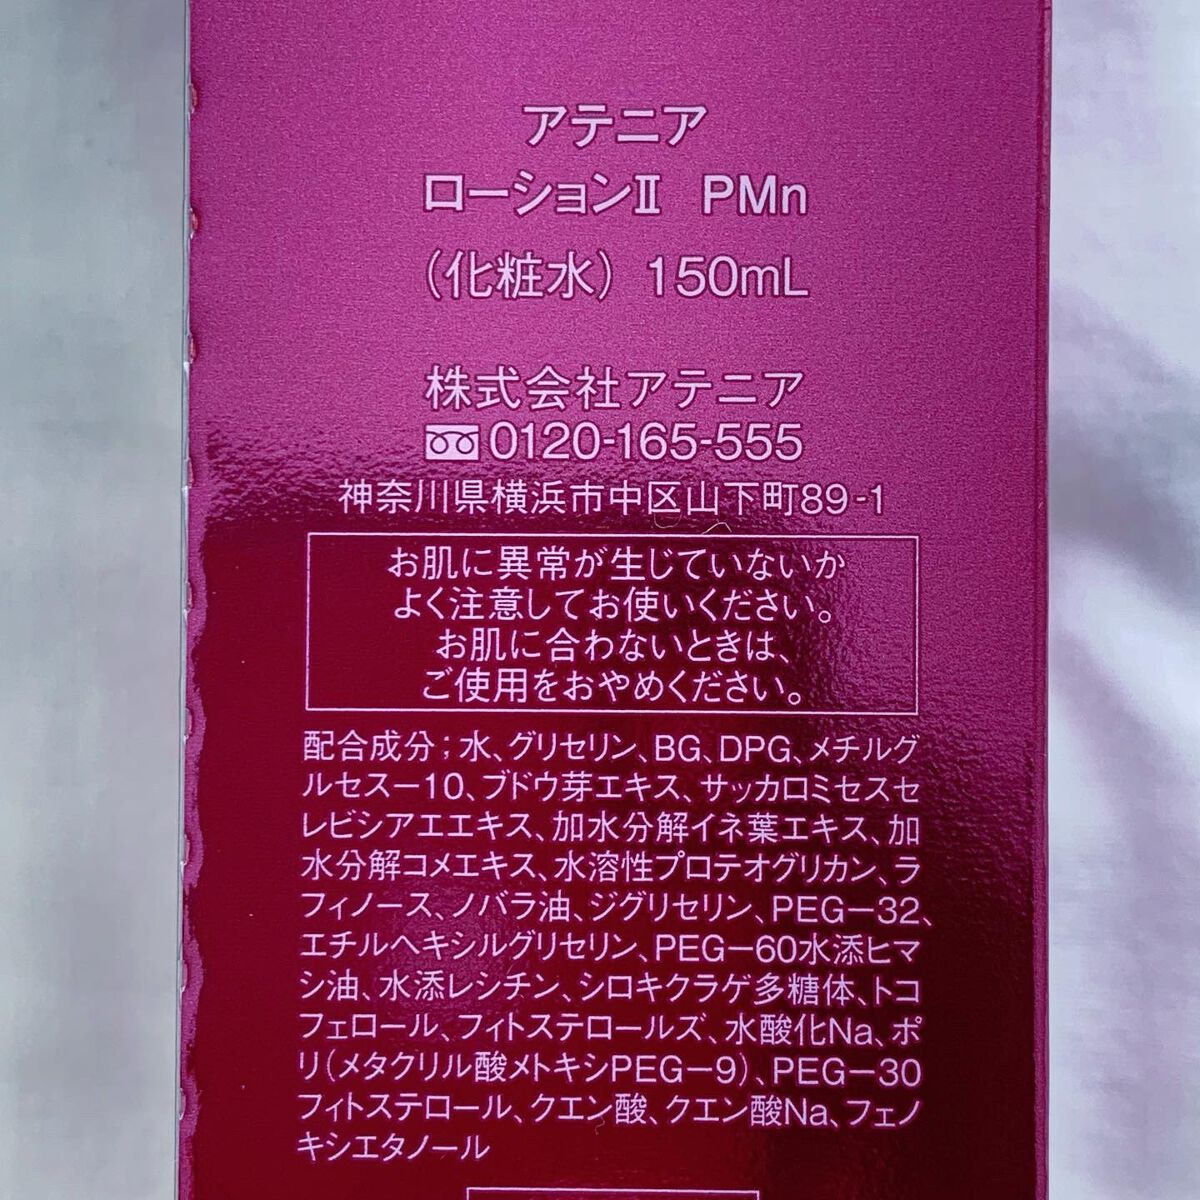 アテニア
ローションⅡ PMn
（化粧水） 150mL
株式会社アテニア
0120-165-555
神奈川県横浜市中区山下町89-1
お肌に異常が生じていないか
よく注意してお使いください。
お肌に合わないときは、
ご使用をおやめください。
配合成分；水、グリセリン、BG、DPG、メチルグ
ルセス－10、ブドウ芽エキス、サッカロミセスセ
レビシアエエキス、加水分解イネ葉エキス、加
水分解コメエキス、水溶性プロテオグリカン、ラ
フィノース、ノバラ油、ジグリセリン、PEG－32、
エチルヘキシルグリセリン、PEG－60水添ヒマ
シ油、水添レシチン、シロキクラゲ多糖体、トコ
フェロール、フィトステロールズ、水酸化Na、ポ
リ（メタクリル酸メトキシPEG－9）、PEG－30
フィトステロール、クエン酸、クエン酸Na、フェノ
キシエタノール